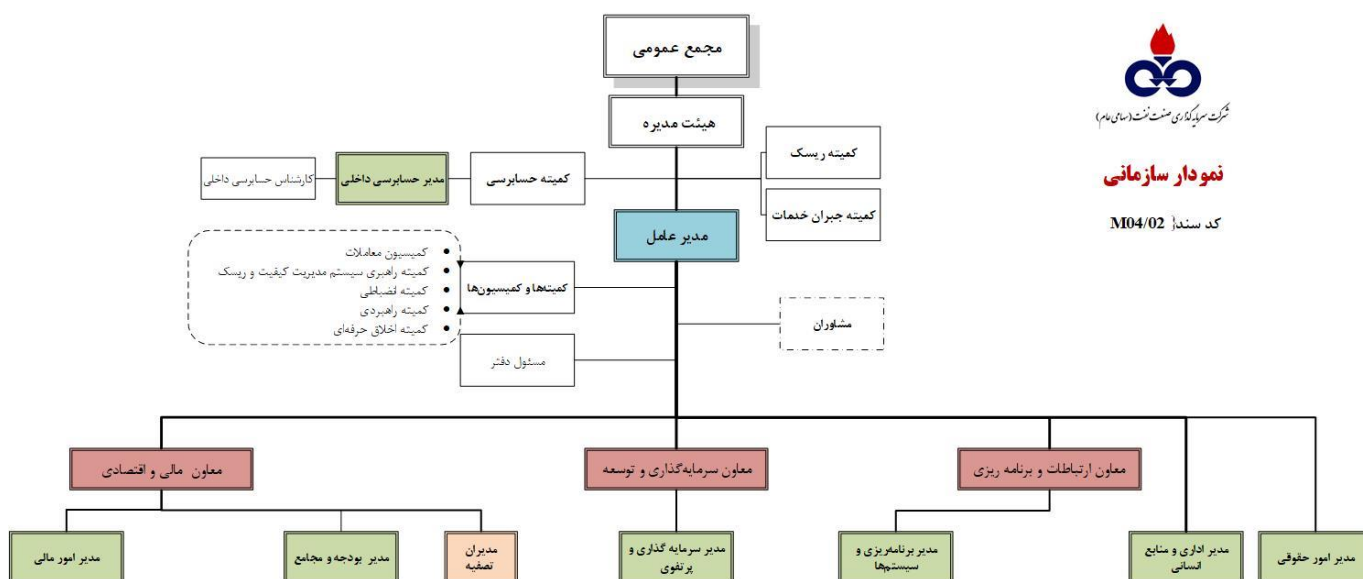 مجمع عمومی
شرکت سرمایه‌گذاری صنعت نفت (سهامی عام)
نمودار سازمانی
کد سند: M04/02
هیئت مدیره
کمیته ریسک
کمیته جبران خدمات
کمیته حسابرسی
مدیر حسابرسی داخلی
کارشناس حسابرسی داخلی
مدیر عامل
کمیته‌ها و کمیسیون‌ها
کمیسیون معاملات
کمیته راهبری سیستم مدیریت کیفیت و ریسک
کمیته انضباطی
کمیته راهبردی
کمیته اخلاق حرفه‌ای
مشاوران
مسئول دفتر
معاون ارتباطات و برنامه ریزی
معاون سرمایه‌گذاری و توسعه
معاون مالی و اقتصادی
مدیر امور حقوقی
مدیر اداری و منابع
انسانی
مدیر برنامه‌ریزی و
سیستم‌ها
مدیر سرمایه گذاری و
پرتفوی
مدیران
تصفیه
مدیر بودجه و مجامع
مدیر امور مالی